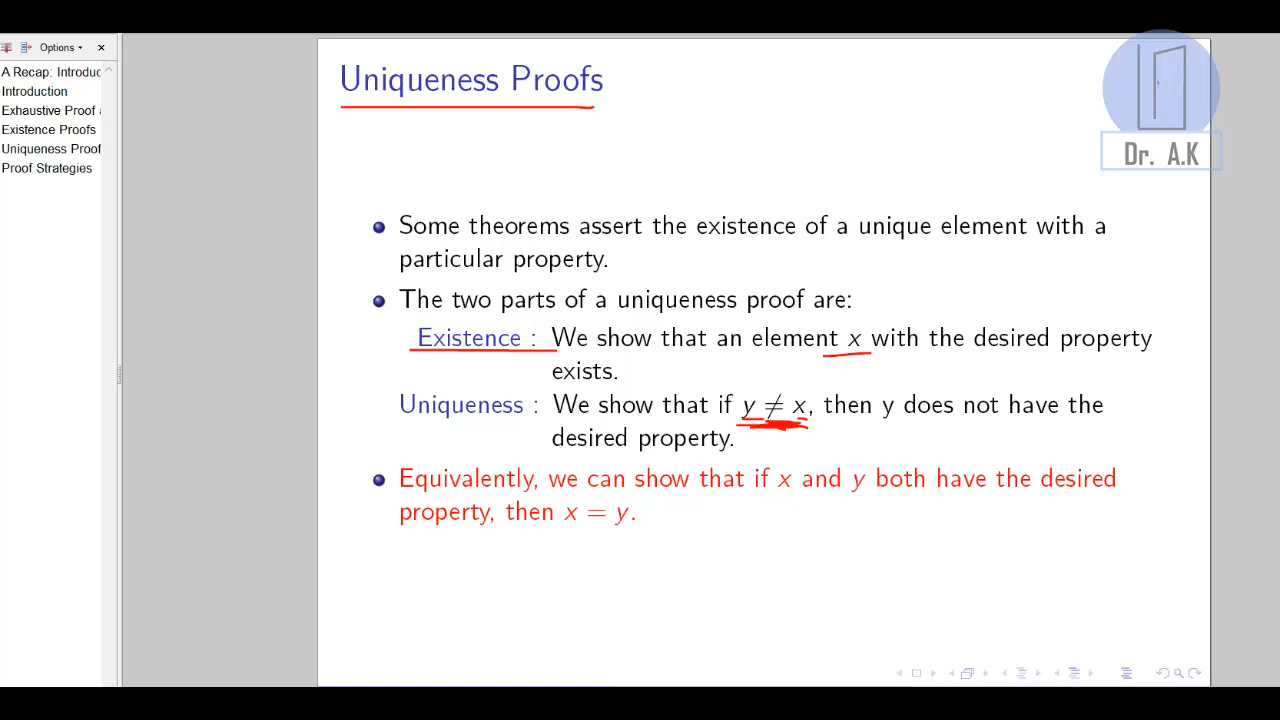 Options
A Recap: Introduc
Introduction
Exhaustive Proof a
Existence Proofs
Uniqueness Proof
Proof Strategies
Uniqueness Proofs
Dr. A.K
Some theorems assert the existence of a unique element with a
particular property.
The two parts of a uniqueness proof are:
Existence : We show that an element x with the desired property
exists.
Uniqueness : We show that if y ≠ x, then y does not have the
desired property.
Equivalently, we can show that if x and y both have the desired
property, then x = y.